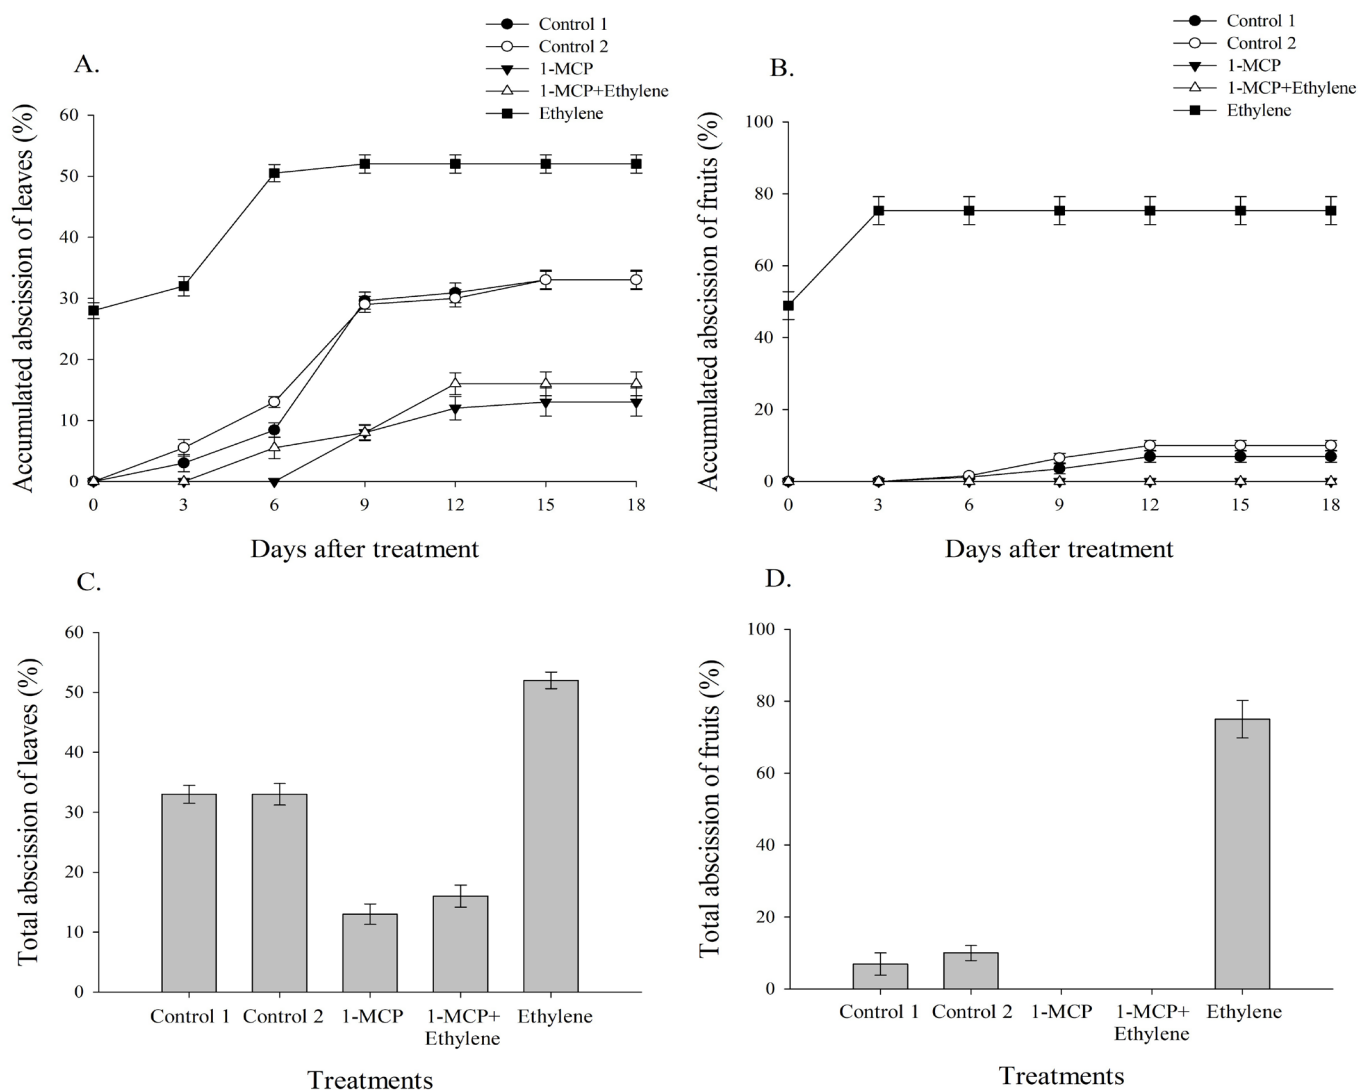 A.
Control 1
Control 2
1-MCP
1-MCP+Ethylene
Ethylene
Accumulated abscission of leaves (%)
60
50
40
30
20
10
0
0 3 6 9 12 15 18
Days after treatment
B.
Control 1
Control 2
1-MCP
1-MCP+Ethylene
Ethylene
Accumulated abscission of fruits (%)
100
80
60
40
20
0
0 3 6 9 12 15 18
Days after treatment
C.
Total abscission of leaves (%)
60
50
40
30
20
10
0
Control 1 Control 2 1-MCP 1-MCP+ Ethylene
Ethylene
Treatments
D.
Total abscission of fruits (%)
100
80
60
40
20
0
Control 1 Control 2 1-MCP 1-MCP+ Ethylene
Ethylene
Treatments